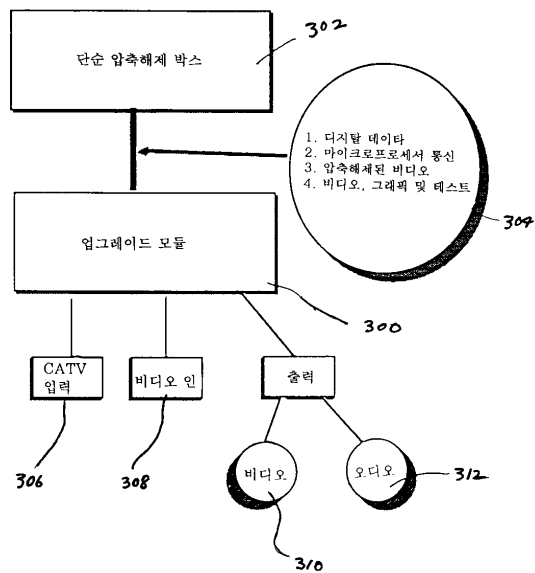 302
단순 압축해제 박스
1. 디지탈 데이타
2. 마이크로프로세서 통신
3. 압축해제된 비디오
4. 비디오, 그래픽 및 테스트
304
업그레이드 모듈
300
CATV
입력
비디오 인
출력
306
308
비디오
오디오
312
310